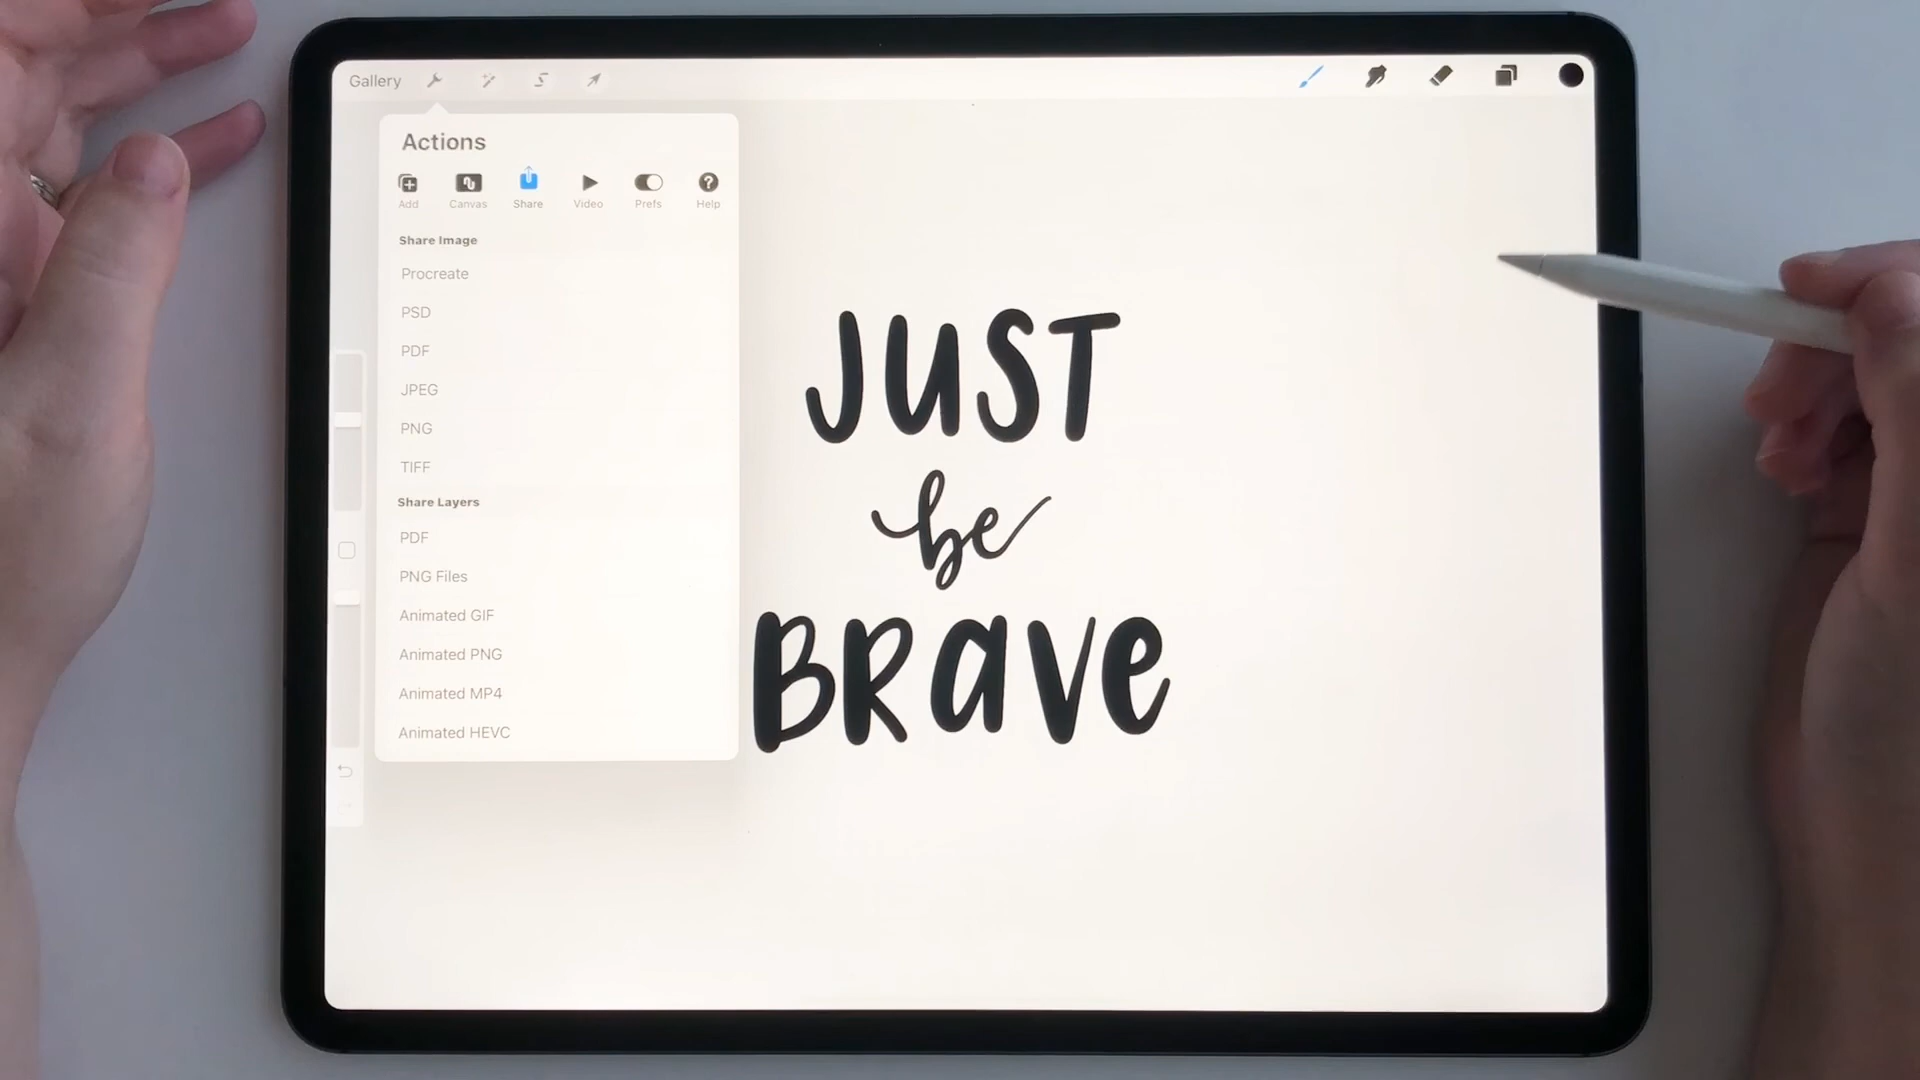 Gallery
Actions
Add Canvas Share Video Prefs Help
Share Image
Procreate
PSD
PDF
JPEG
PNG
TIFF
Share Layers
PDF
PNG Files
Animated GIF
Animated PNG
Animated MP4
Animated HEVC
JUST
be
BRave